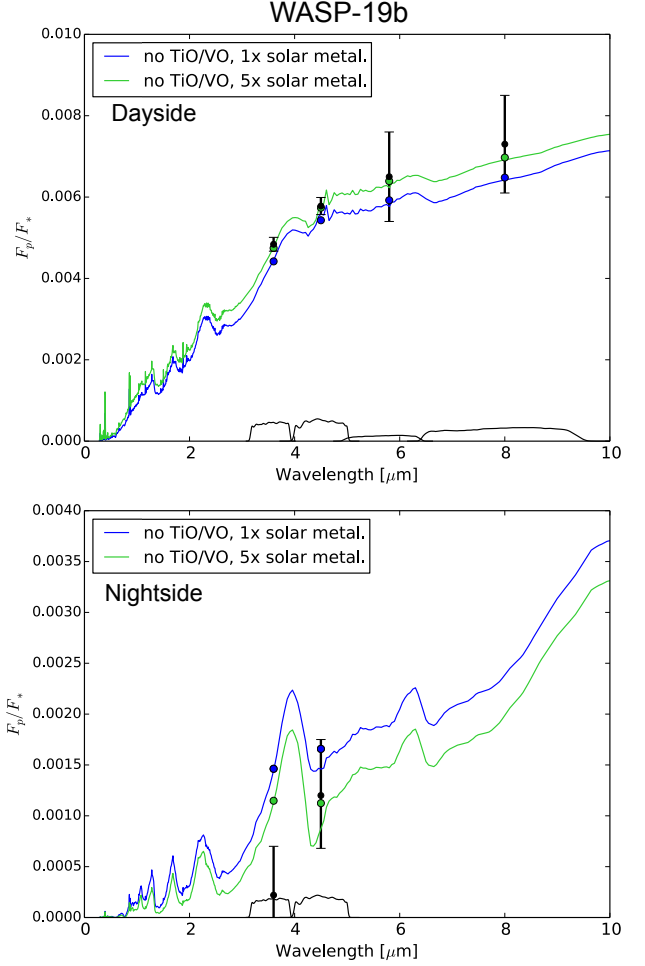 WASP-19b
0.010
no TiO/VO, 1x solar metal.
no TiO/VO, 5x solar metal.
Dayside
0.008
0.006
F_p/F_*
0.004
0.002
0.000
0 2 4 6 8 10
Wavelength [μm]
0.0040
no TiO/VO, 1x solar metal.
no TiO/VO, 5x solar metal.
0.0035
Nightside
0.0030
0.0025
F_p/F_*
0.0020
0.0015
0.0010
0.0005
0.0000
0 2 4 6 8 10
Wavelength [μm]